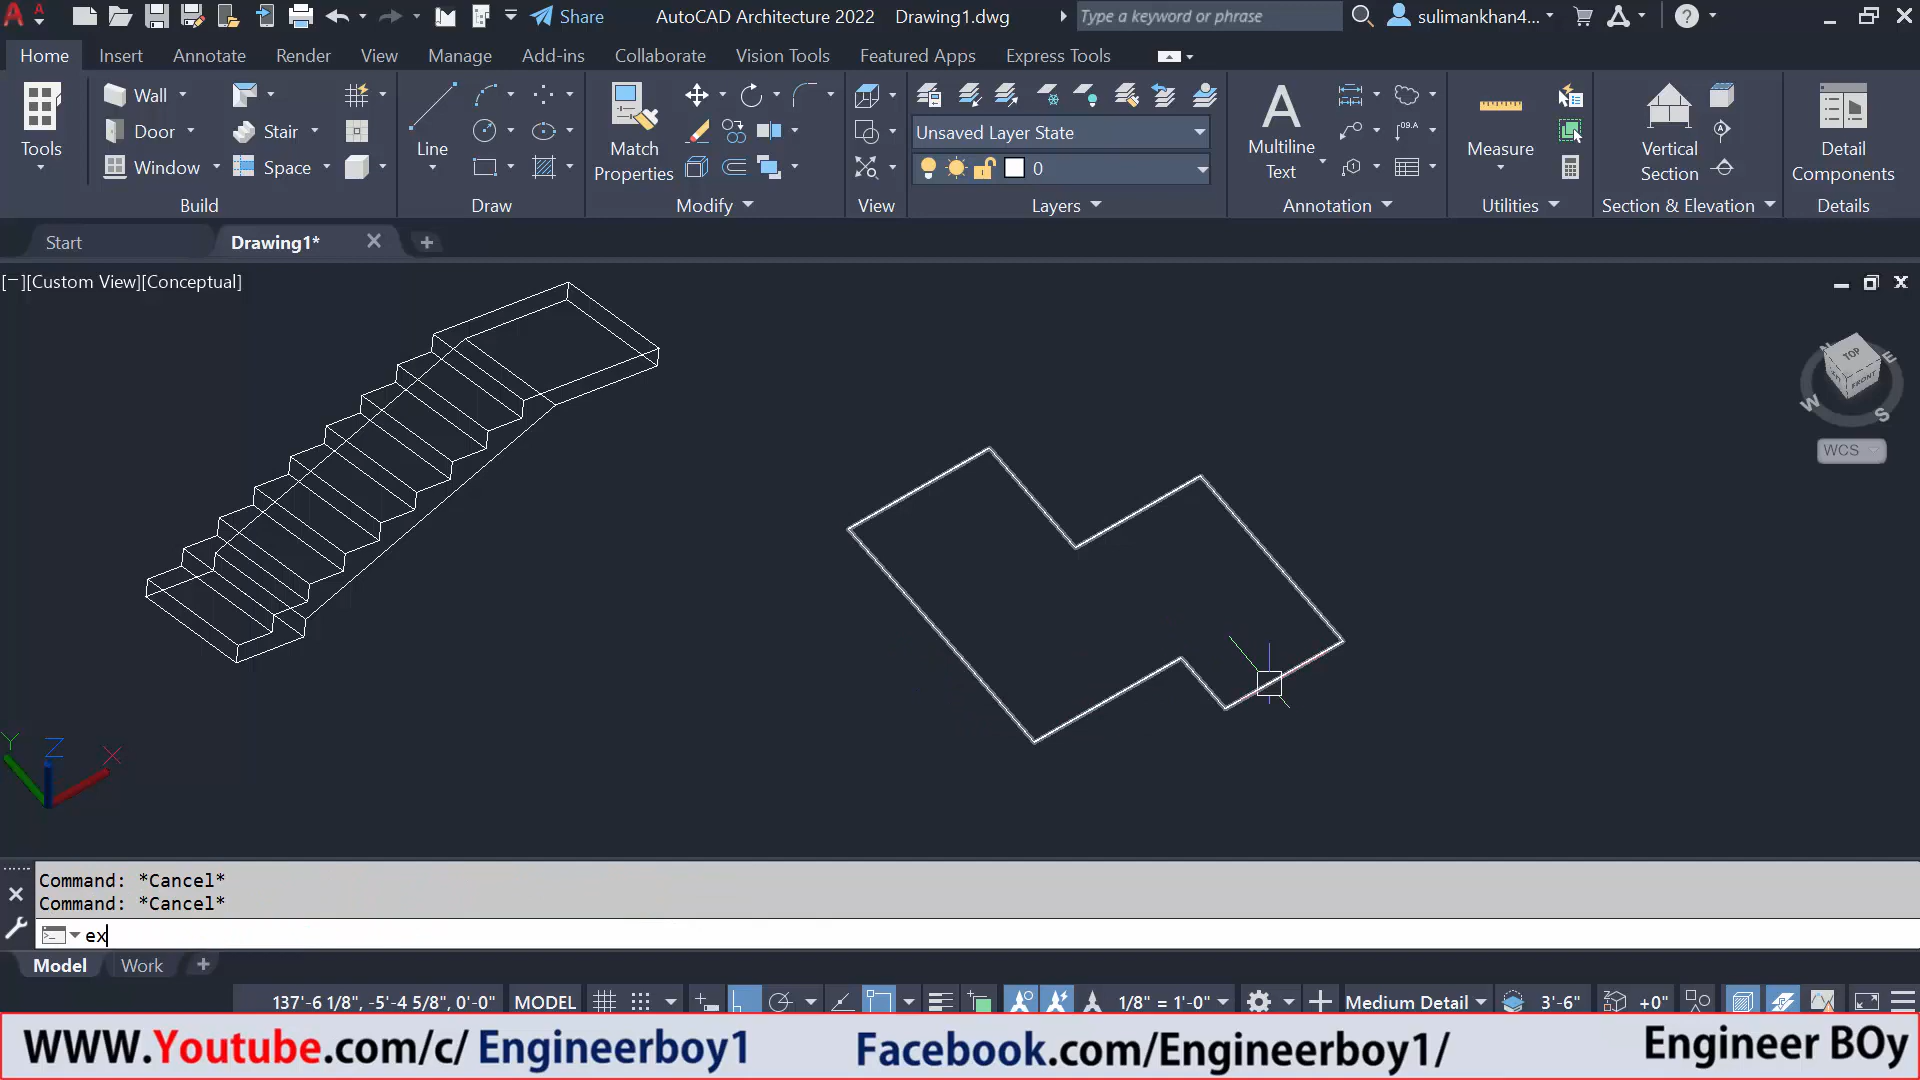 Share
AutoCAD Architecture 2022
Drawing1.dwg
Type a keyword or phrase
sulimankhan4...
Home
Insert
Annotate
Render
View
Manage
Add-ins
Collaborate
Vision Tools
Featured Apps
Express Tools
Tools
Wall
Door
Window
Stair
Space
Build
Line
Draw
Match
Properties
Modify
View
Unsaved Layer State
0
Layers
A
Multiline
Text
Annotation
Measure
Utilities
Vertical
Section
Section & Elevation
Detail
Components
Details
Start
Drawing1*
[−][Custom View][Conceptual]
TOP
FRONT
N
E
W
S
WCS
Y
Z
X
Command: *Cancel*
Command: *Cancel*
ex
Model
Work
137'-6 1/8", -5'-4 5/8", 0'-0"
MODEL
1/8" = 1'-0"
Medium Detail
3'-6"
+0"
WWW.Youtube.com/c/ Engineerboy1
Facebook.com/Engineerboy1/
Engineer BOy